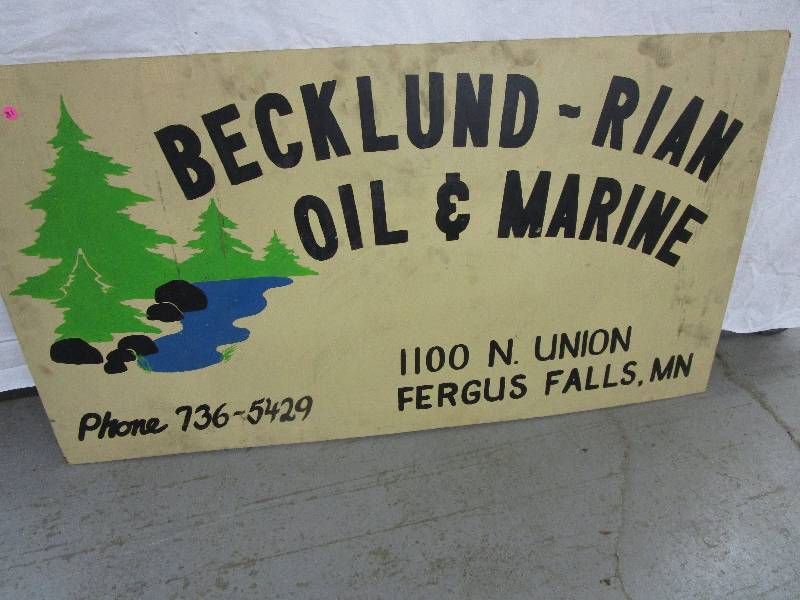 BECKLUND-RIAN
OIL & MARINE
1100 N. UNION
FERGUS FALLS, MN
Phone 736-5429